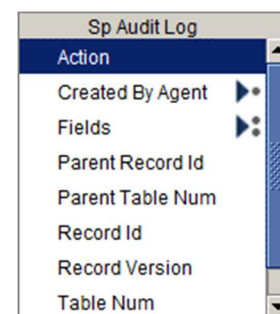 Sp Audit Log
Action
Created By Agent
Fields
Parent Record Id
Parent Table Num
Record Id
Record Version
Table Num